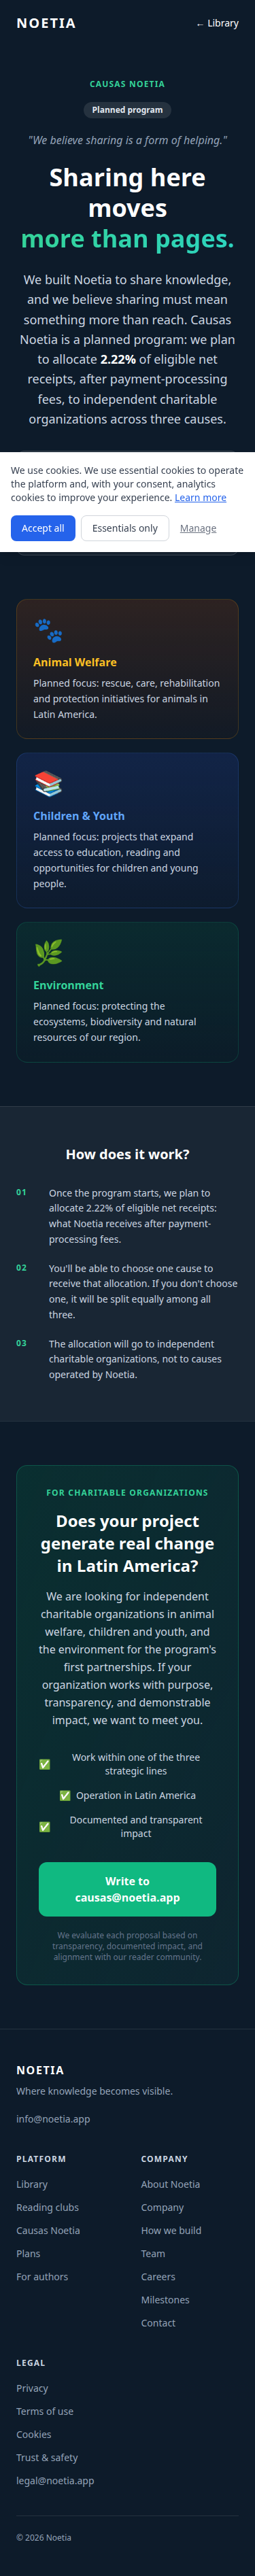 NOETIA
← Library
CAUSAS NOETIA
Planned program
"We believe sharing is a form of helping."
Sharing here
moves
more than pages.
We built Noetia to share knowledge,
and we believe sharing must mean
something more than reach. Causas
Noetia is a planned program: we plan
to allocate 2.22% of eligible net
receipts, after payment-processing
fees, to independent charitable
organizations across three causes.
We use cookies. We use essential cookies to operate
the platform and, with your consent, analytics
cookies to improve your experience. Learn more
Accept all
Essentials only
Manage
Animal Welfare
Planned focus: rescue, care, rehabilitation
and protection initiatives for animals in
Latin America.
Children & Youth
Planned focus: projects that expand
access to education, reading and
opportunities for children and young
people.
Environment
Planned focus: protecting the
ecosystems, biodiversity and natural
resources of our region.
How does it work?
01 Once the program starts, we plan to
allocate 2.22% of eligible net receipts:
what Noetia receives after payment-
processing fees.
02 You'll be able to choose one cause to
receive that allocation. If you don't choose
one, it will be split equally among all
three.
03 The allocation will go to independent
charitable organizations, not to causes
operated by Noetia.
FOR CHARITABLE ORGANIZATIONS
Does your project
generate real change
in Latin America?
We are looking for independent
charitable organizations in animal
welfare, children and youth, and
the environment for the program's
first partnerships. If your
organization works with purpose,
transparency, and demonstrable
impact, we want to meet you.
✅ Work within one of the three
strategic lines
✅ Operation in Latin America
✅ Documented and transparent
impact
Write to
causas@noetia.app
We evaluate each proposal based on
transparency, documented impact, and
alignment with our reader community.
NOETIA
Where knowledge becomes visible.
info@noetia.app
PLATFORM
Library
Reading clubs
Causas Noetia
Plans
For authors
COMPANY
About Noetia
Company
How we build
Team
Careers
Milestones
Contact
LEGAL
Privacy
Terms of use
Cookies
Trust & safety
legal@noetia.app
© 2026 Noetia